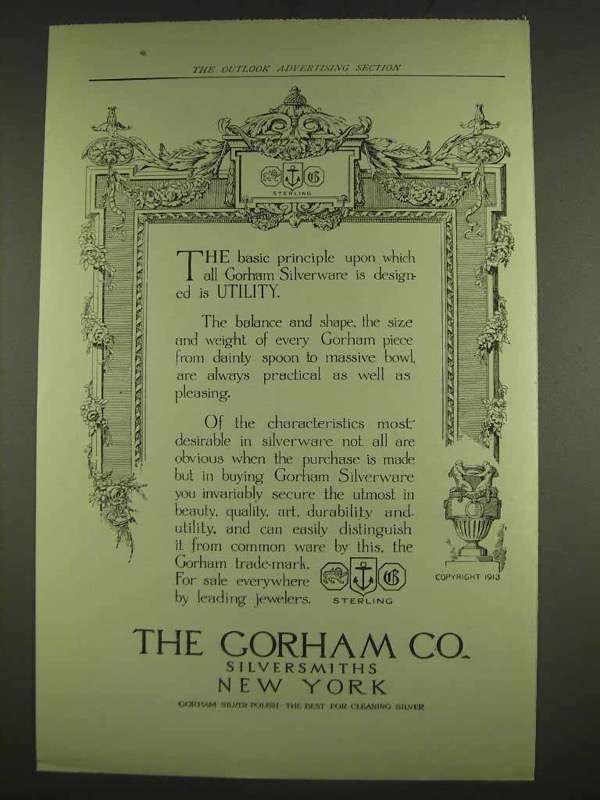 THE OUTLOOK ADVERTISING SECTION
G
STERLING
THE basic principle upon which
all Gorham Silverware is design-
ed is UTILITY.
The balance and shape, the size
and weight of every Gorham piece
from dainty spoon to massive bowl,
are always practical as well as
pleasing.
Of the characteristics most
desirable in silverware not all are
obvious when the purchase is made
but in buying Gorham Silverware
you invariably secure the utmost in
beauty, quality, art, durability and
utility, and can easily distinguish
it from common ware by this, the
Gorham trade-mark.
For sale everywhere
by leading jewelers.
G
STERLING
COPYRIGHT 1913
THE GORHAM CO.
SILVERSMITHS
NEW YORK
GORHAM SILVER POLISH-THE BEST FOR CLEANING SILVER